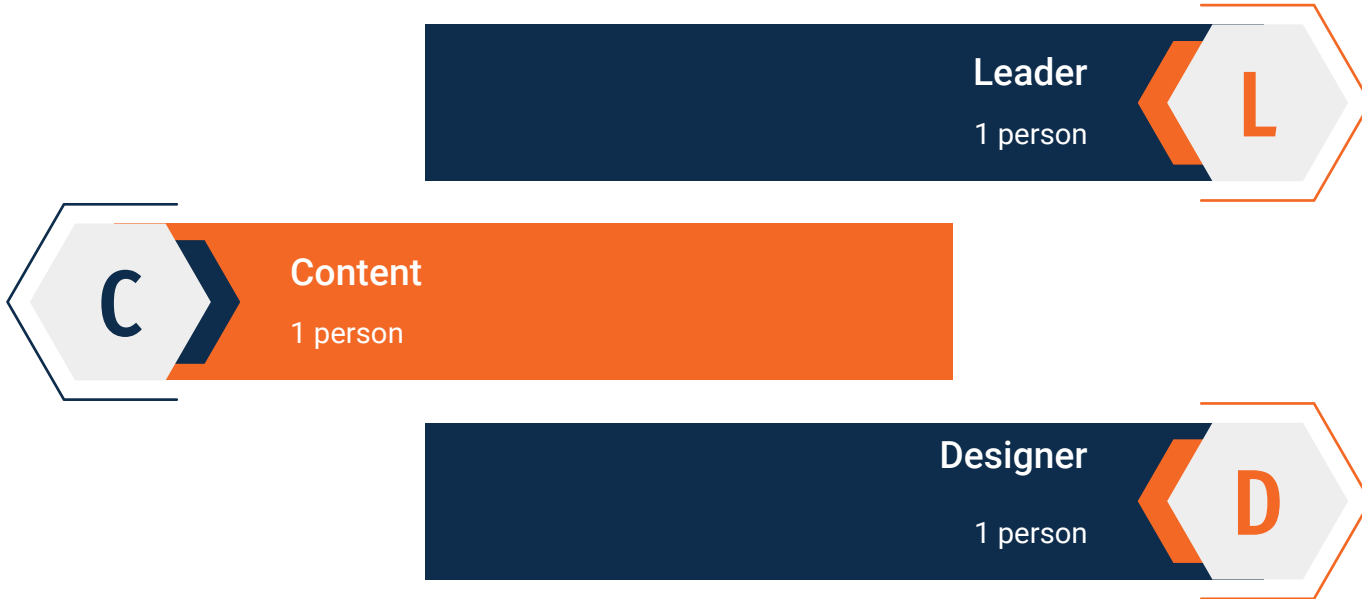 Leader
1 person
L
C
Content
1 person
Designer
1 person
D